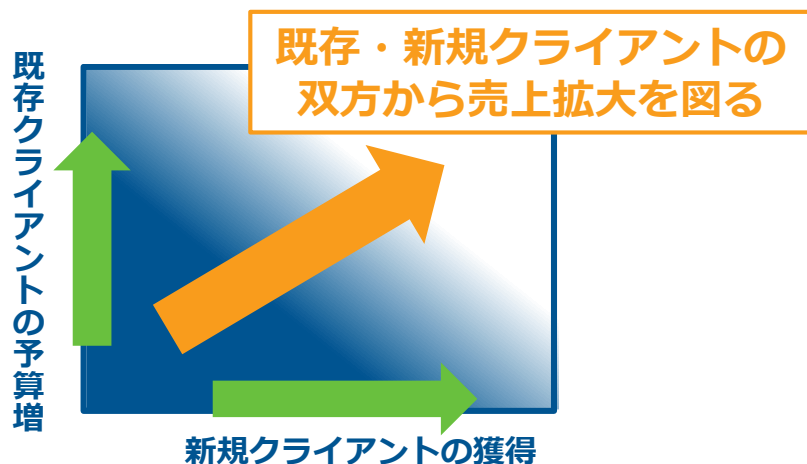 既存・新規クライアントの
双方から売上拡大を図る
既存クライアントの予算増
新規クライアントの獲得